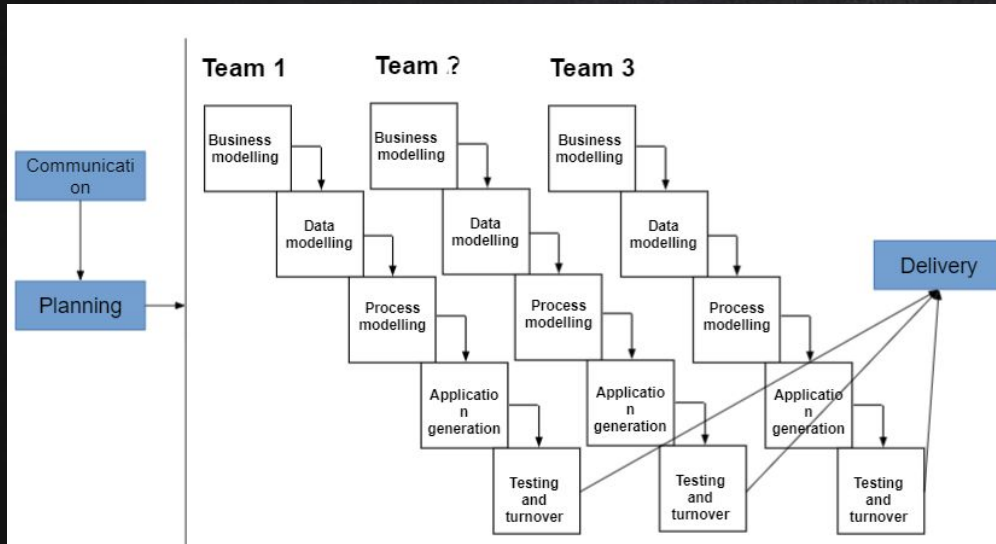 Team 1
Team ?
Team 3
Communicati
on
Planning
Business
modelling
Data
modelling
Process
modelling
Applicatio
n
generation
Testing
and
turnover
Business
modelling
Data
modelling
Process
modelling
Applicatio
n
generation
Testing
and
turnover
Business
modelling
Data
modelling
Process
modelling
Applicatio
n
generation
Testing
and
turnover
Delivery